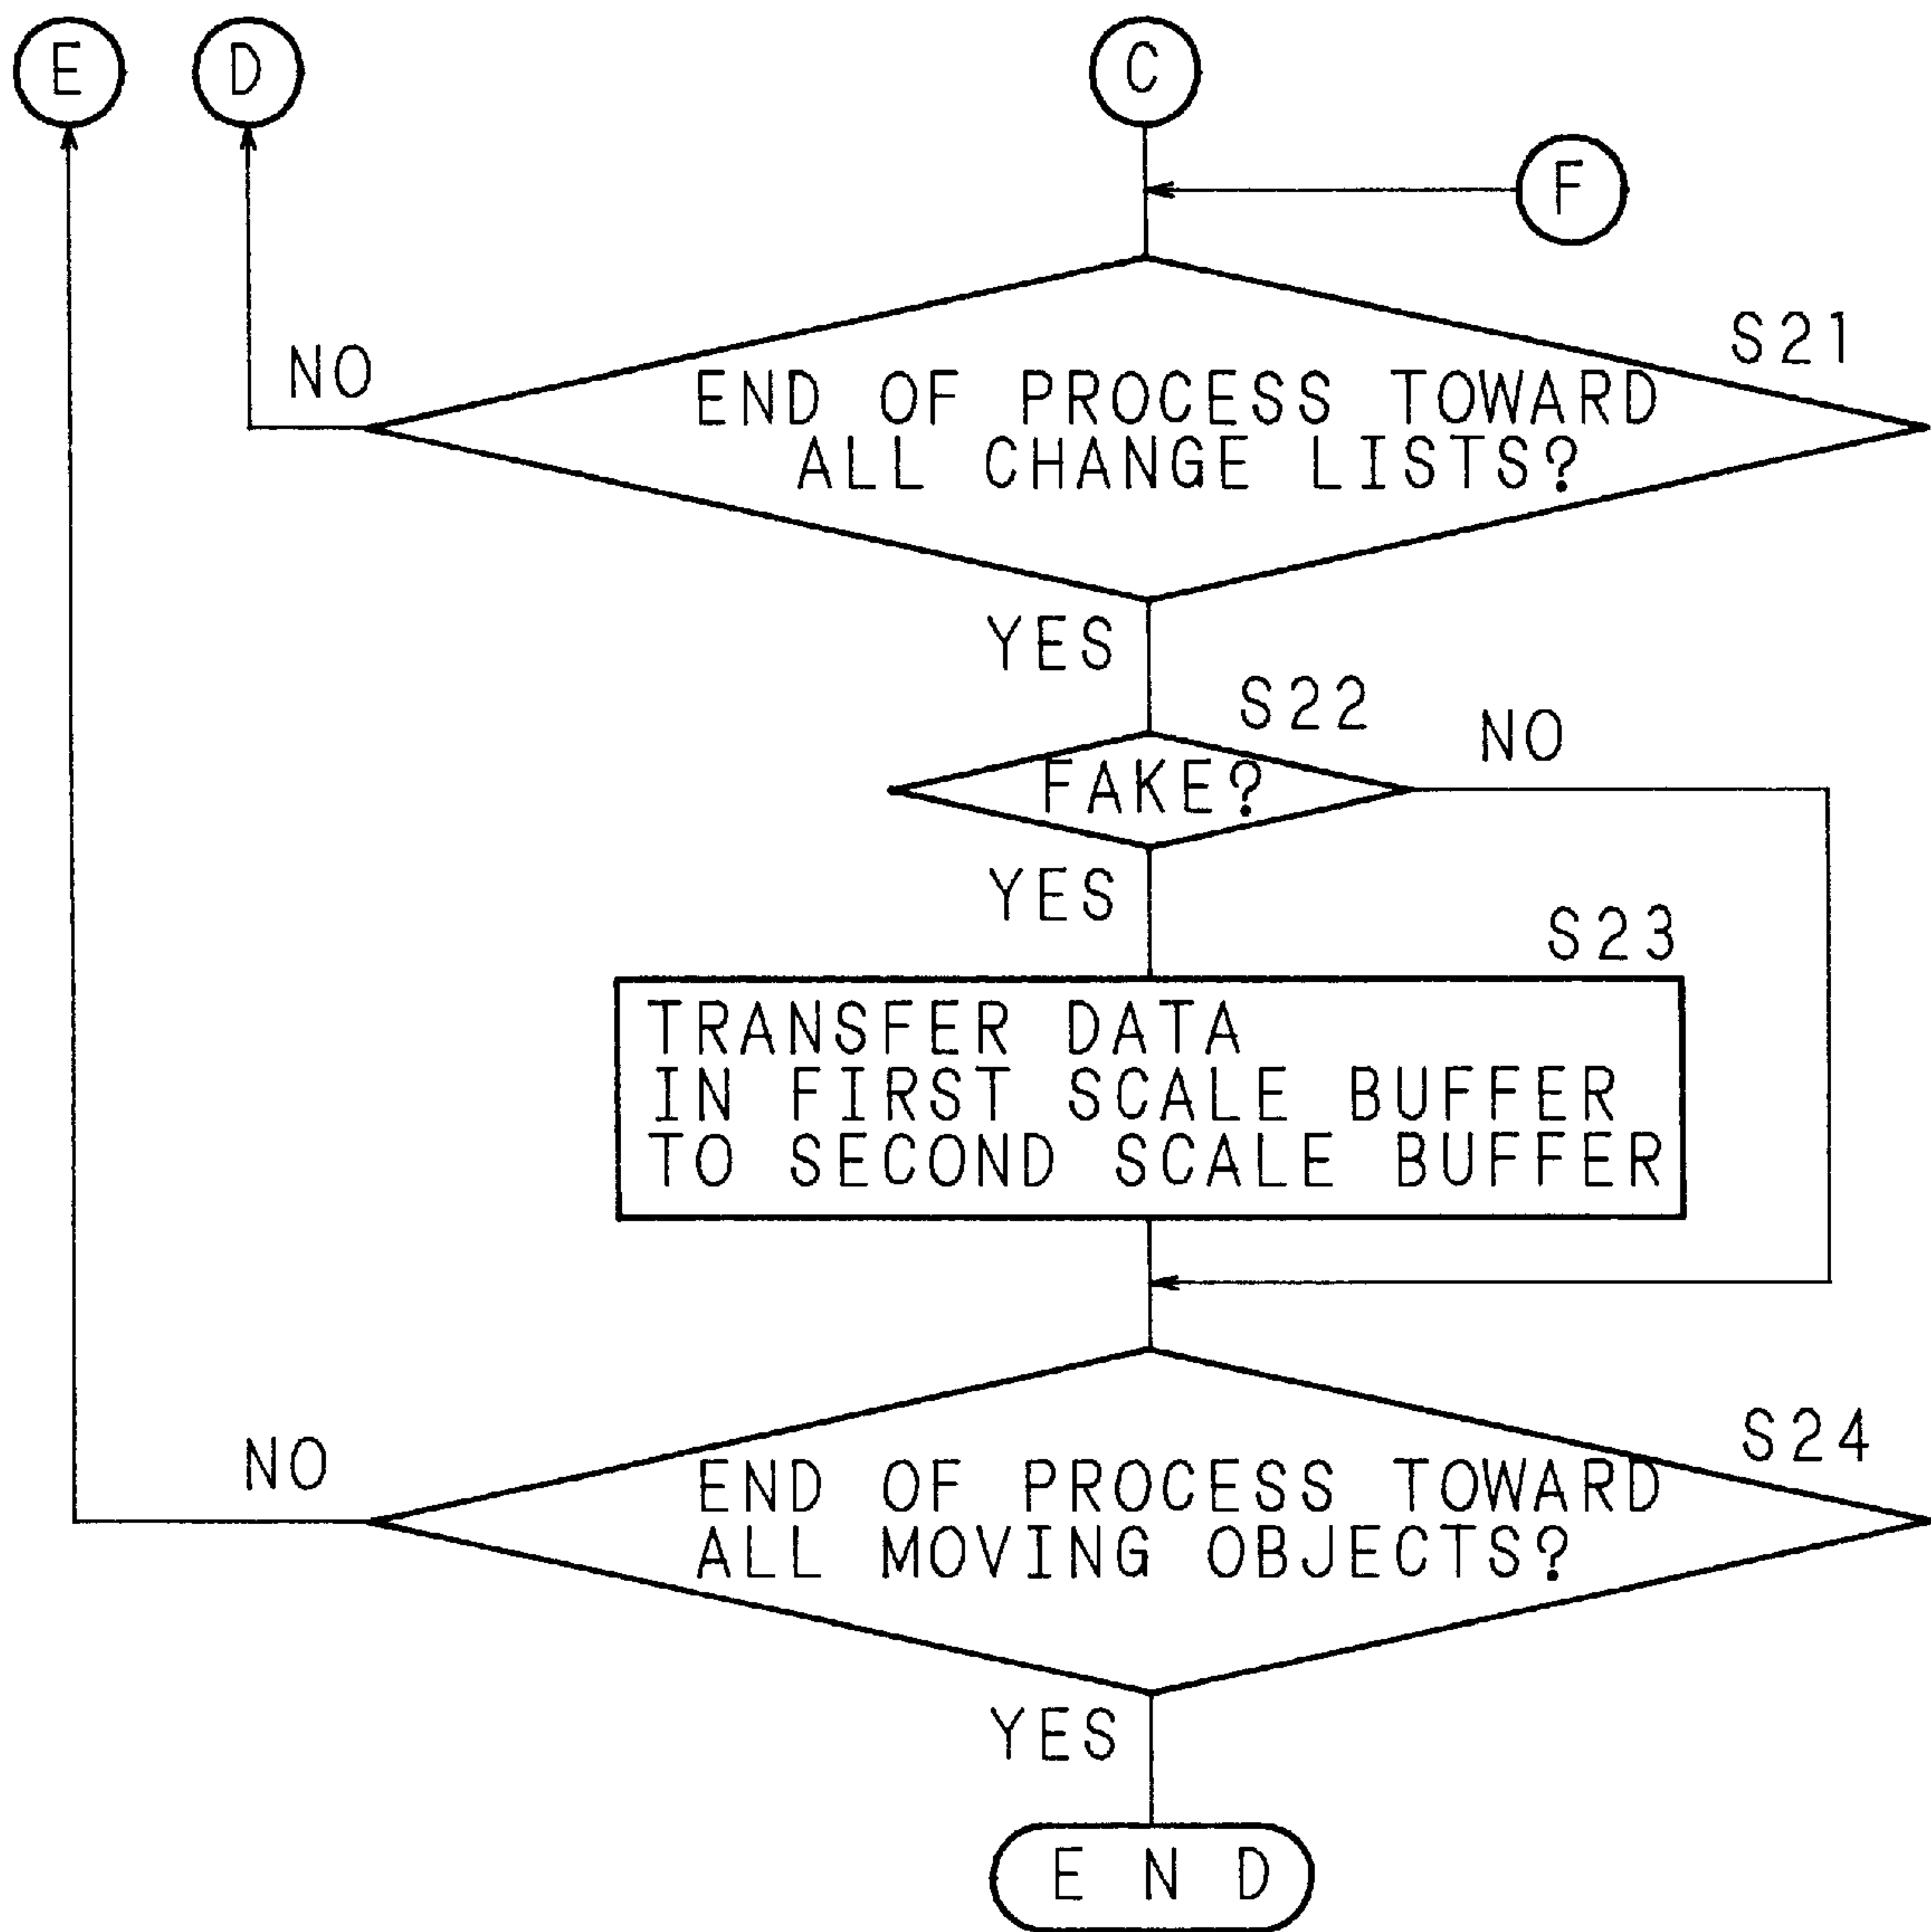 E
D
C
F
S21
NO
END OF PROCESS TOWARD
ALL CHANGE LISTS?
YES
S22
NO
FAKE?
YES
S23
TRANSFER DATA
IN FIRST SCALE BUFFER
TO SECOND SCALE BUFFER
S24
NO
END OF PROCESS TOWARD
ALL MOVING OBJECTS?
YES
END